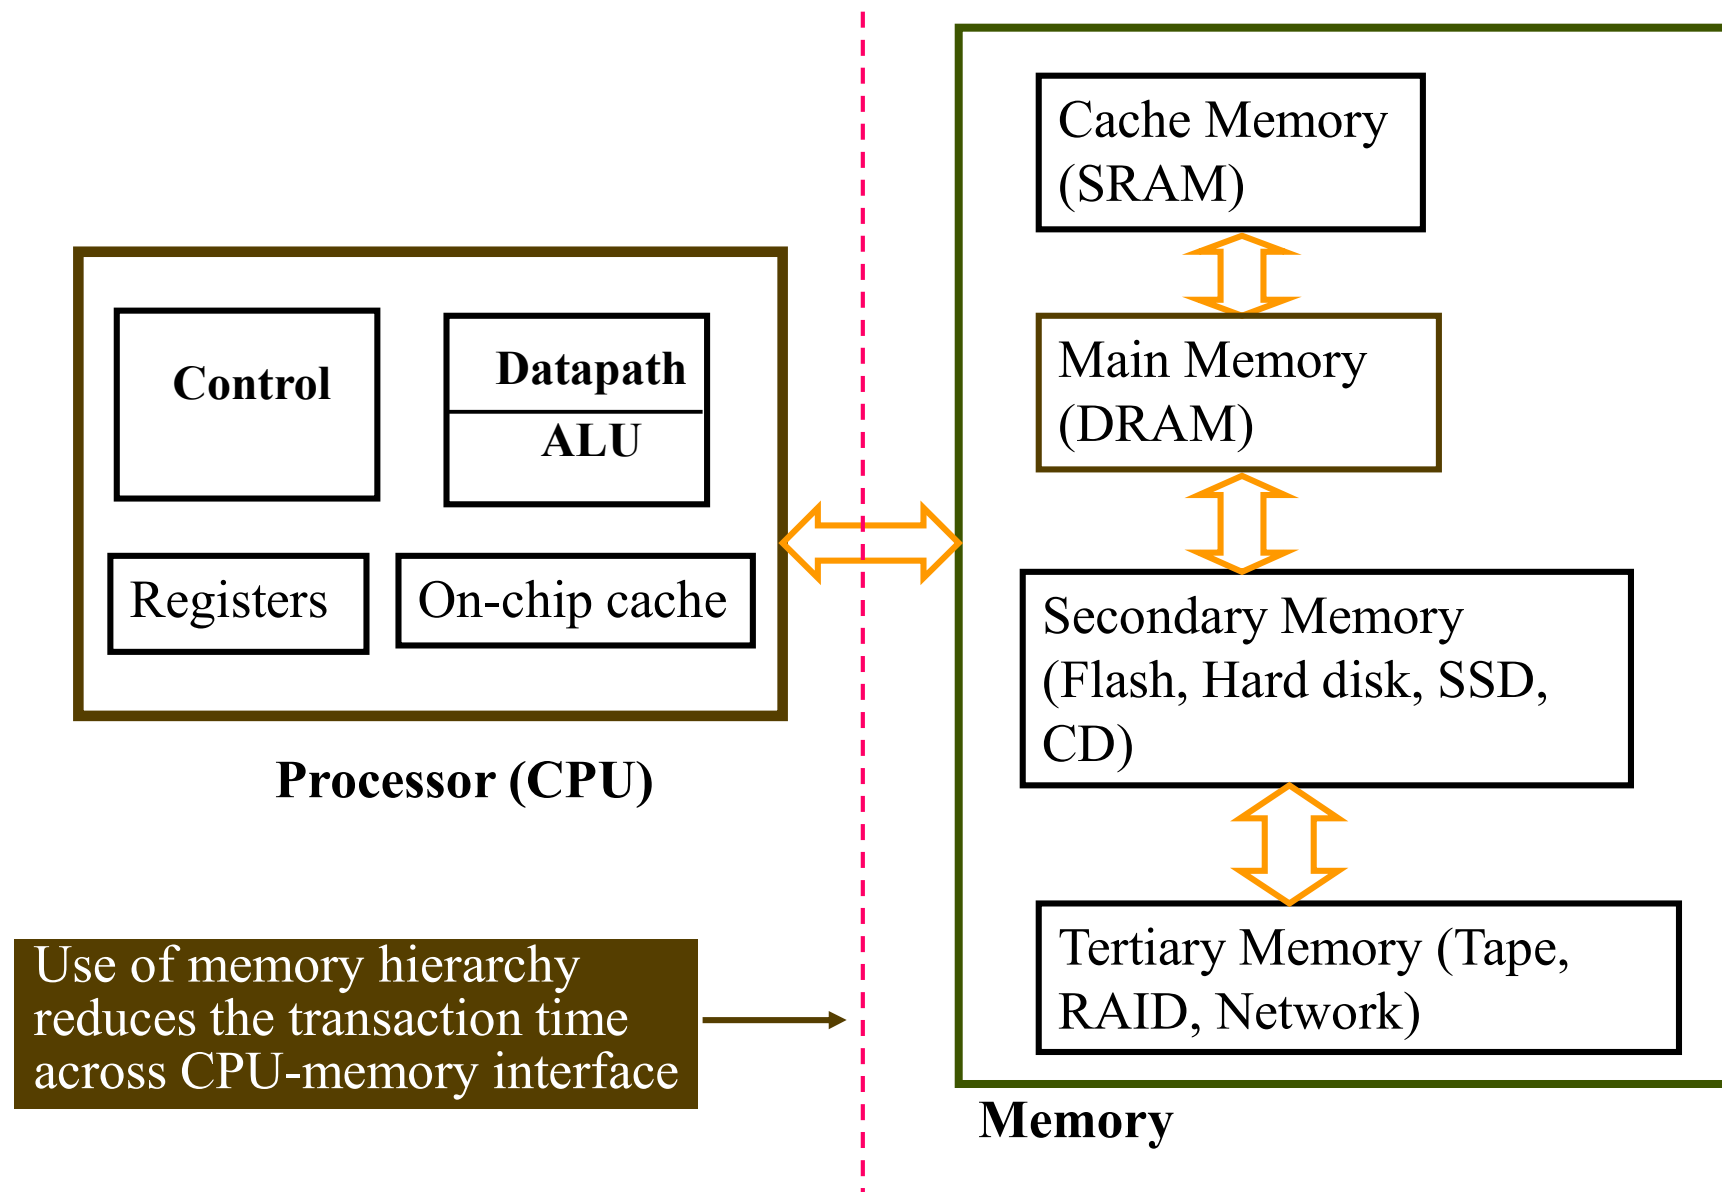 Control
Datapath
ALU
Registers
On-chip cache
Processor (CPU)
Use of memory hierarchy
reduces the transaction time
across CPU-memory interface
Cache Memory
(SRAM)
Main Memory
(DRAM)
Secondary Memory
(Flash, Hard disk, SSD,
CD)
Tertiary Memory (Tape,
RAID, Network)
Memory